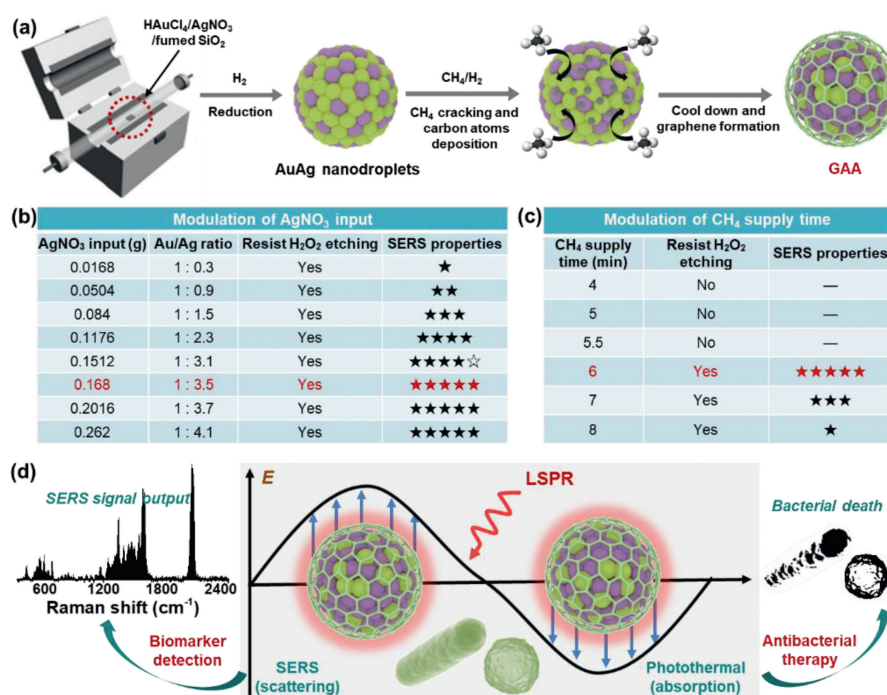 (a)
HAuCl₄/AgNO₃
/fumed SiO₂
H₂
Reduction
AuAg nanodroplets
CH₄/H₂
CH₄ cracking and
carbon atoms
deposition
Cool down and
graphene formation
GAA
(b)
Modulation of AgNO₃ input
AgNO₃ input (g) Au/Ag ratio Resist H₂O₂ etching SERS properties
0.0168 1 : 0.3 Yes ★
0.0504 1 : 0.9 Yes ★★
0.084 1 : 1.5 Yes ★★★
0.1176 1 : 2.3 Yes ★★★★
0.1512 1 : 3.1 Yes ★★★★☆
0.168 1 : 3.5 Yes ★★★★★
0.2016 1 : 3.7 Yes ★★★★★
0.262 1 : 4.1 Yes ★★★★★
(c)
Modulation of CH₄ supply time
CH₄ supply time (min) Resist H₂O₂ etching SERS properties
4 No —
5 No —
5.5 No —
6 Yes ★★★★★
7 Yes ★★★
8 Yes ★
(d)
SERS signal output
600 1200 1800 2400
Raman shift (cm⁻¹)
Biomarker
detection
E
LSPR
SERS
(scattering)
Photothermal
(absorption)
Bacterial death
Antibacterial
therapy